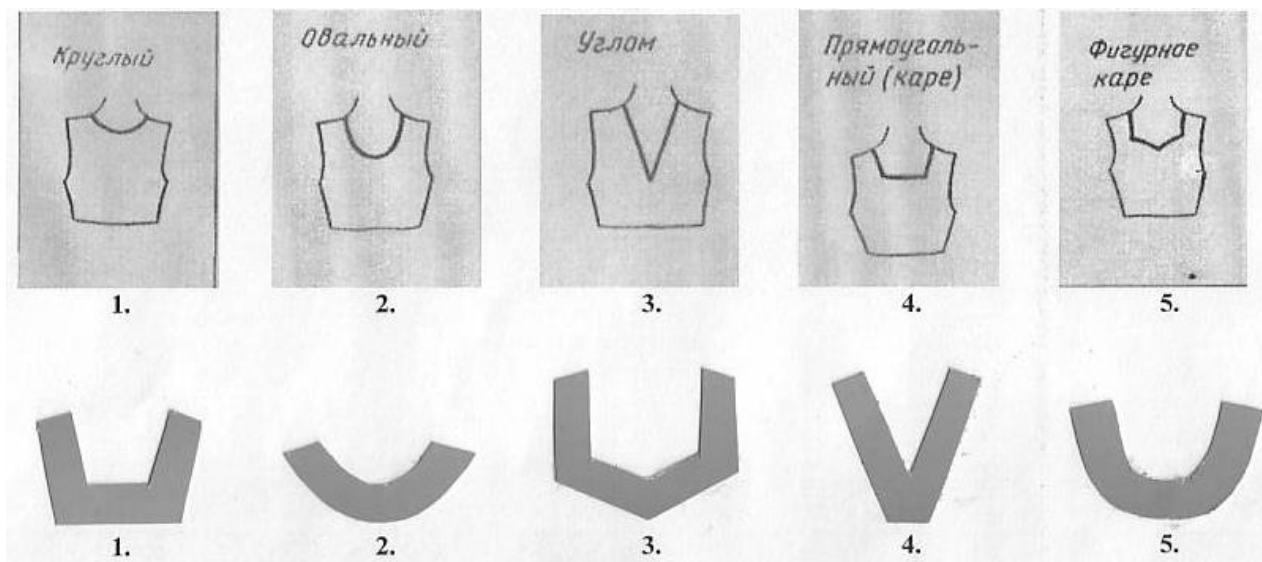 Круглый
Овальный
Углом
Прямоуголь-
ный (каре)
Фигурное
каре
1.
2.
3.
4.
5.
1.
2.
3.
4.
5.